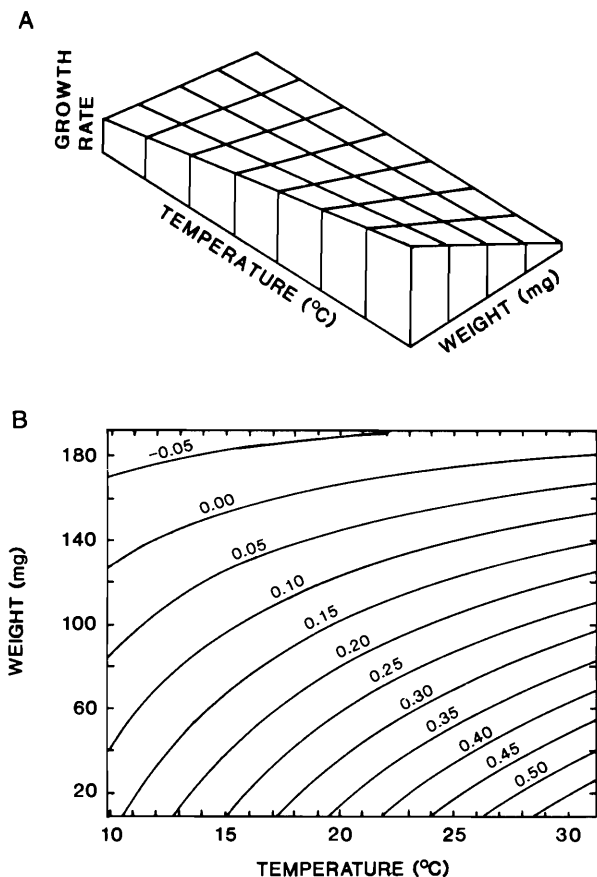 A
GROWTH
RATE
TEMPERATURE (°C)
WEIGHT (mg)
B
180
140
100
60
20
WEIGHT (mg)
-0.05
0.00
0.05
0.10
0.15
0.20
0.25
0.30
0.35
0.40
0.45
0.50
10 15 20 25 30
TEMPERATURE (°C)